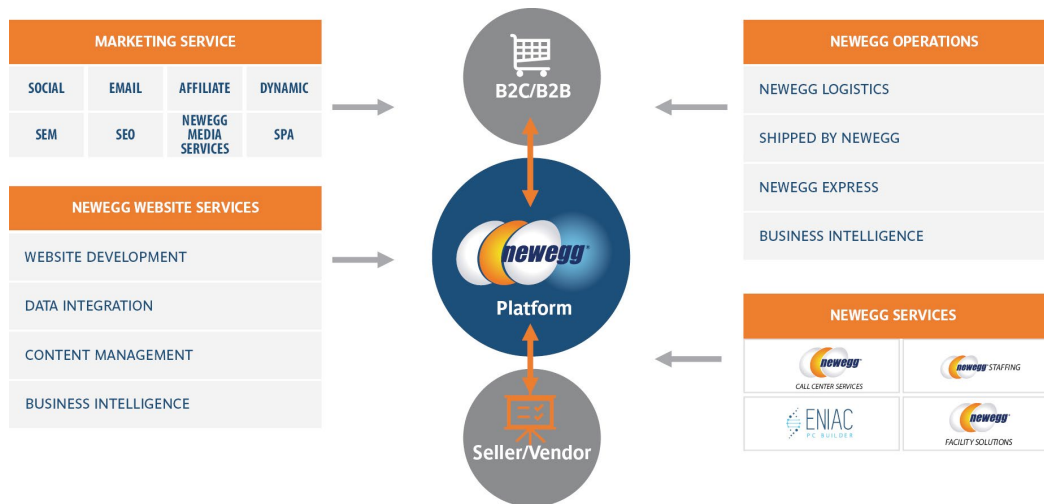 MARKETING SERVICE
SOCIAL
EMAIL
AFFILIATE
DYNAMIC
SEM
SEO
NEWEGG
MEDIA
SERVICES
SPA
NEWEGG WEBSITE SERVICES
WEBSITE DEVELOPMENT
DATA INTEGRATION
CONTENT MANAGEMENT
BUSINESS INTELLIGENCE
B2C/B2B
newegg®
Platform
Seller/Vendor
NEWEGG OPERATIONS
NEWEGG LOGISTICS
SHIPPED BY NEWEGG
NEWEGG EXPRESS
BUSINESS INTELLIGENCE
NEWEGG SERVICES
newegg®
CALL CENTER SERVICES
newegg® STAFFING
ENIAC
PC BUILDER
newegg®
FACILITY SOLUTIONS